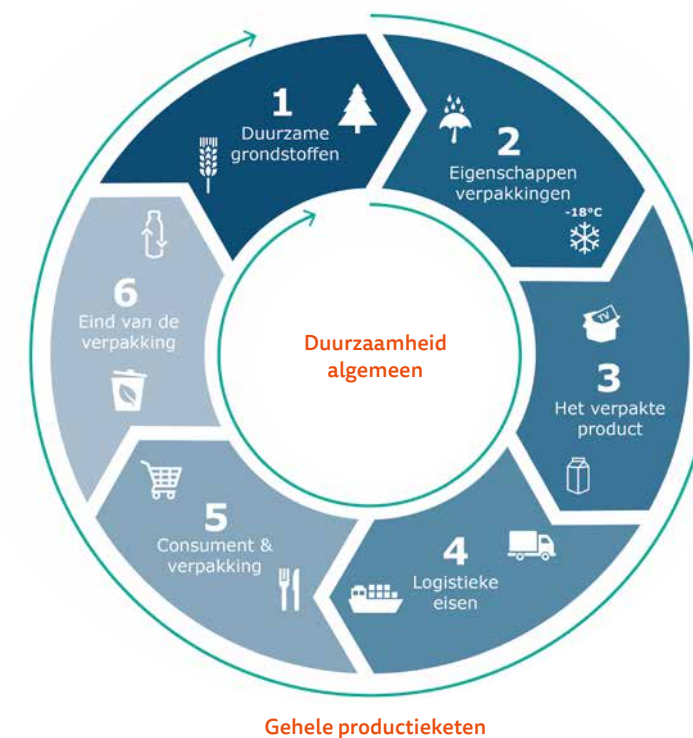 1
Duurzame
grondstoffen
2
Eigenschappen
verpakkingen
-18°C
TV
3
Het verpakte
product
4
Logistieke
eisen
5
Consument &
verpakking
6
Eind van de
verpakking
Duurzaamheid
algemeen
Gehele productieketen